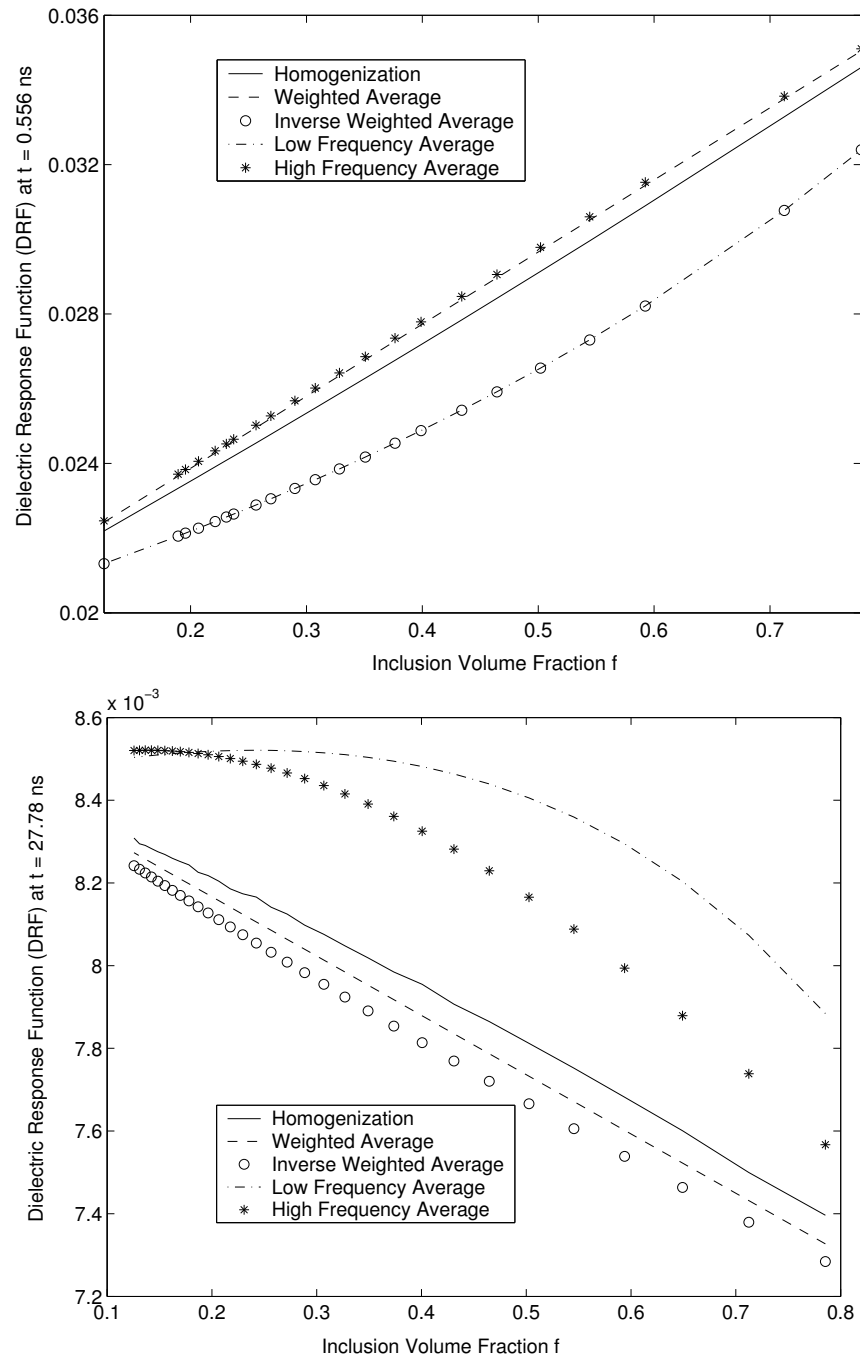 0.036
0.032
0.028
0.024
0.02
Dielectric Response Function (DRF) at t = 0.556 ns
Homogenization
Weighted Average
Inverse Weighted Average
Low Frequency Average
High Frequency Average
0.2 0.3 0.4 0.5 0.6 0.7
Inclusion Volume Fraction f
x 10−3
8.6
8.4
8.2
8
7.8
7.6
7.4
7.2
Dielectric Response Function (DRF) at t = 27.78 ns
Homogenization
Weighted Average
Inverse Weighted Average
Low Frequency Average
High Frequency Average
0.1 0.2 0.3 0.4 0.5 0.6 0.7 0.8
Inclusion Volume Fraction f